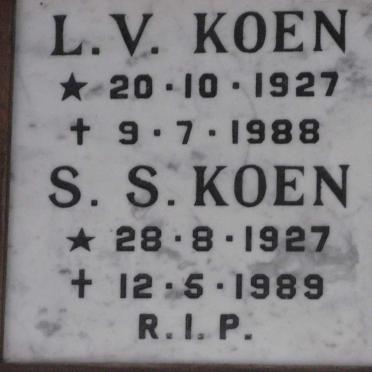 L. V. KOEN
★ 20·10·1927
✝ 9·7·1988
S. S. KOEN
★ 28·8·1927
✝ 12·5·1989
R.I.P.